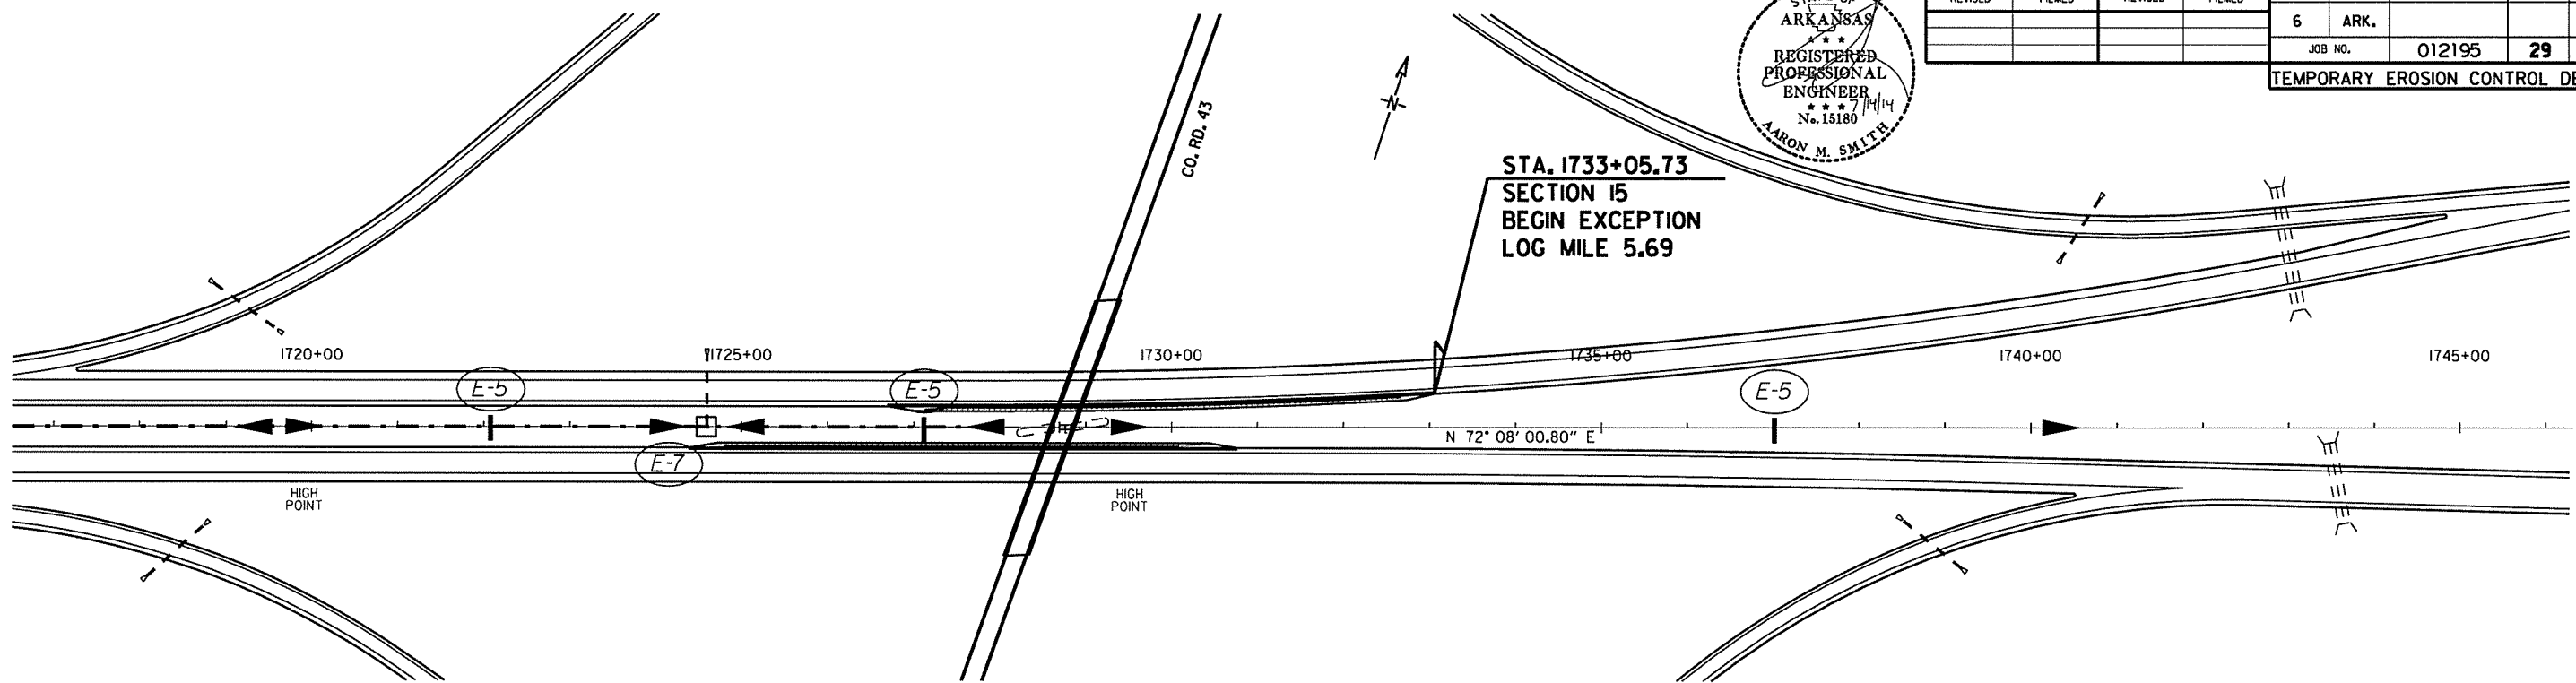 ARKANSAS
★ ★ ★
REGISTERED
PROFESSIONAL
ENGINEER
★ ★ ★ 7/14/14
No. 15180
AARON M. SMITH
6 ARK.
JOB NO. 012195 29
TEMPORARY EROSION CONTROL DE
CO. RD. 43
N
STA. 1733+05.73
SECTION 15
BEGIN EXCEPTION
LOG MILE 5.69
1720+00 1725+00 1730+00 1735+00 1740+00 1745+00
E-5 E-5 E-5
N 72° 08' 00.80" E
E-7
HIGH
POINT
HIGH
POINT